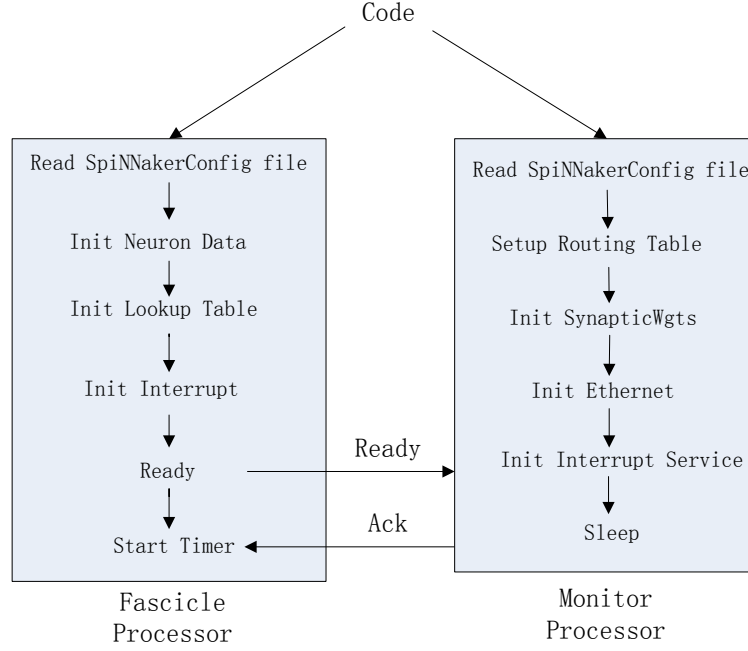 Code
Read SpiNNakerConfig file
Init Neuron Data
Init Lookup Table
Init Interrupt
Ready
Start Timer
Fascicle
Processor
Ready
Ack
Read SpiNNakerConfig file
Setup Routing Table
Init SynapticWgts
Init Ethernet
Init Interrupt Service
Sleep
Monitor
Processor